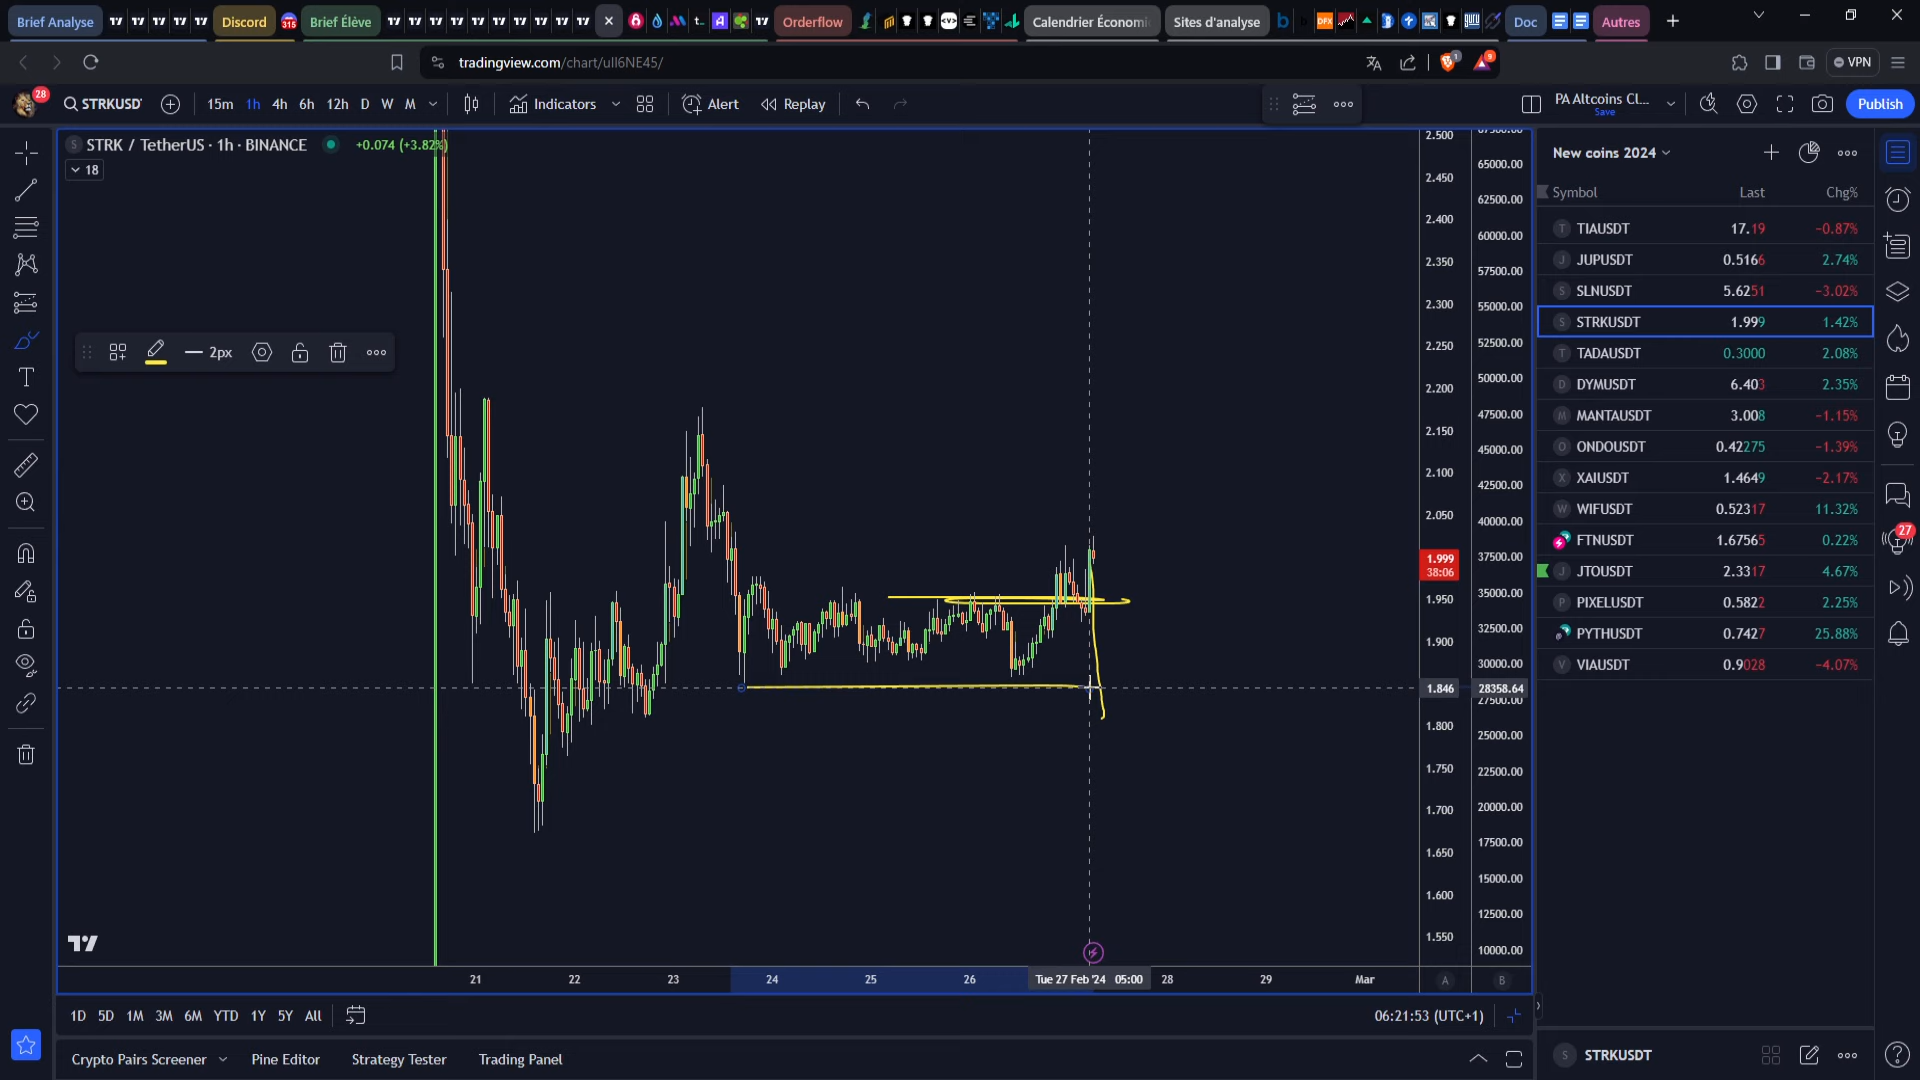 Brief Analyse
Discord
315
Brief Élève
Orderflow
Calendrier Économi
Sites d'analyse
DFX
Doc
Autres
tradingview.com/chart/uII6NE45/
1
9
VPN
28
STRKUSD
15m 1h 4h 6h 12h D W M
Indicators
Alert
Replay
PA Altcoins Cl...
Save
Publish
STRK / TetherUS · 1h · BINANCE
+0.074 (+3.82%)
18
2px
2.500
2.450
2.400
2.350
2.300
2.250
2.200
2.150
2.100
2.050
1.999
38:06
1.950
1.900
1.846
1.800
1.750
1.700
1.650
1.600
1.550
67500.00
65000.00
62500.00
60000.00
57500.00
55000.00
52500.00
50000.00
47500.00
45000.00
42500.00
40000.00
37500.00
35000.00
32500.00
30000.00
28358.64
27500.00
25000.00
22500.00
20000.00
17500.00
15000.00
12500.00
10000.00
21 22 23 24 25 26 Tue 27 Feb '24 05:00 28 29 Mar
A B
1D 5D 1M 3M 6M YTD 1Y 5Y All
06:21:53 (UTC+1)
Crypto Pairs Screener
Pine Editor
Strategy Tester
Trading Panel
New coins 2024
Symbol Last Chg%
T TIAUSDT 17.19 −0.87%
J JUPUSDT 0.5166 2.74%
S SLNUSDT 5.6251 −3.02%
S STRKUSDT 1.999 1.42%
T TADAUSDT 0.3000 2.08%
D DYMUSDT 6.403 2.35%
M MANTAUSDT 3.008 −1.15%
O ONDOUSDT 0.42275 −1.39%
X XAIUSDT 1.4649 −2.17%
W WIFUSDT 0.52317 11.32%
FTNUSDT 1.67565 0.22%
J JTOUSDT 2.3317 4.67%
P PIXELUSDT 0.5822 2.25%
PYTHUSDT 0.7427 25.88%
V VIAUSDT 0.9028 −4.07%
27
S STRKUSDT